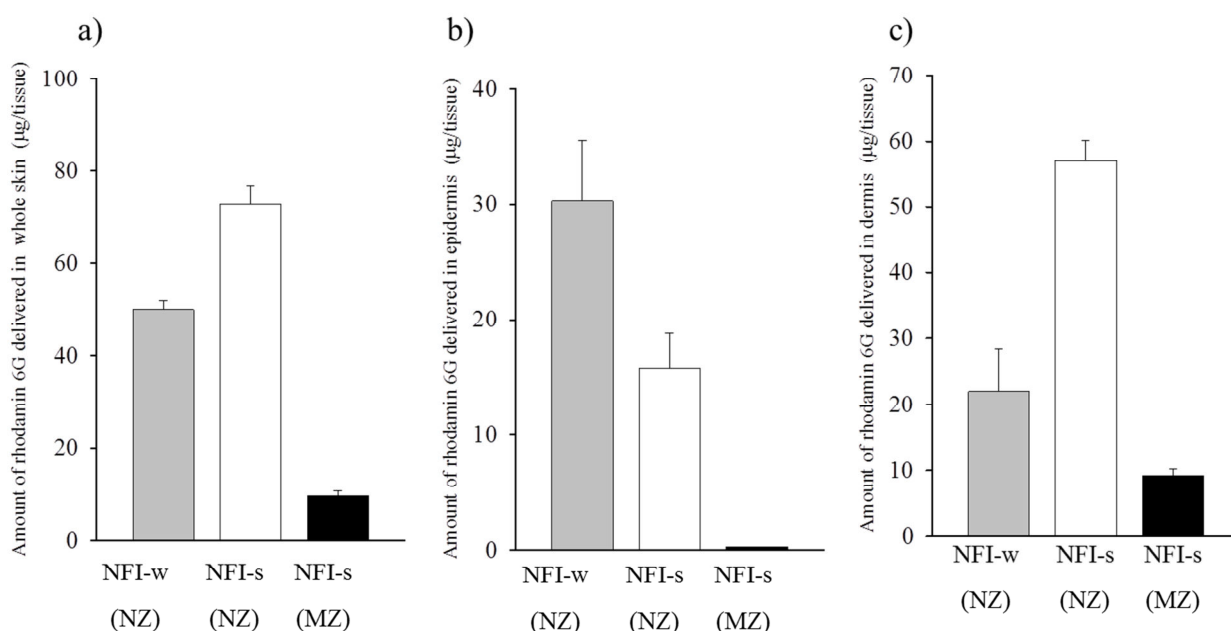 a)
Amount of rhodamin 6G delivered in whole skin (μg/tissue)
100
80
60
40
20
0
NFI-w NFI-s NFI-s
(NZ) (NZ) (MZ)
b)
Amount of rhodamin 6G delivered in epidermis (μg/tissue)
40
30
20
10
0
NFI-w NFI-s NFI-s
(NZ) (NZ) (MZ)
c)
Amount of rhodamin 6G delivered in dermis (μg/tissue)
70
60
50
40
30
20
10
0
NFI-w NFI-s NFI-s
(NZ) (NZ) (MZ)